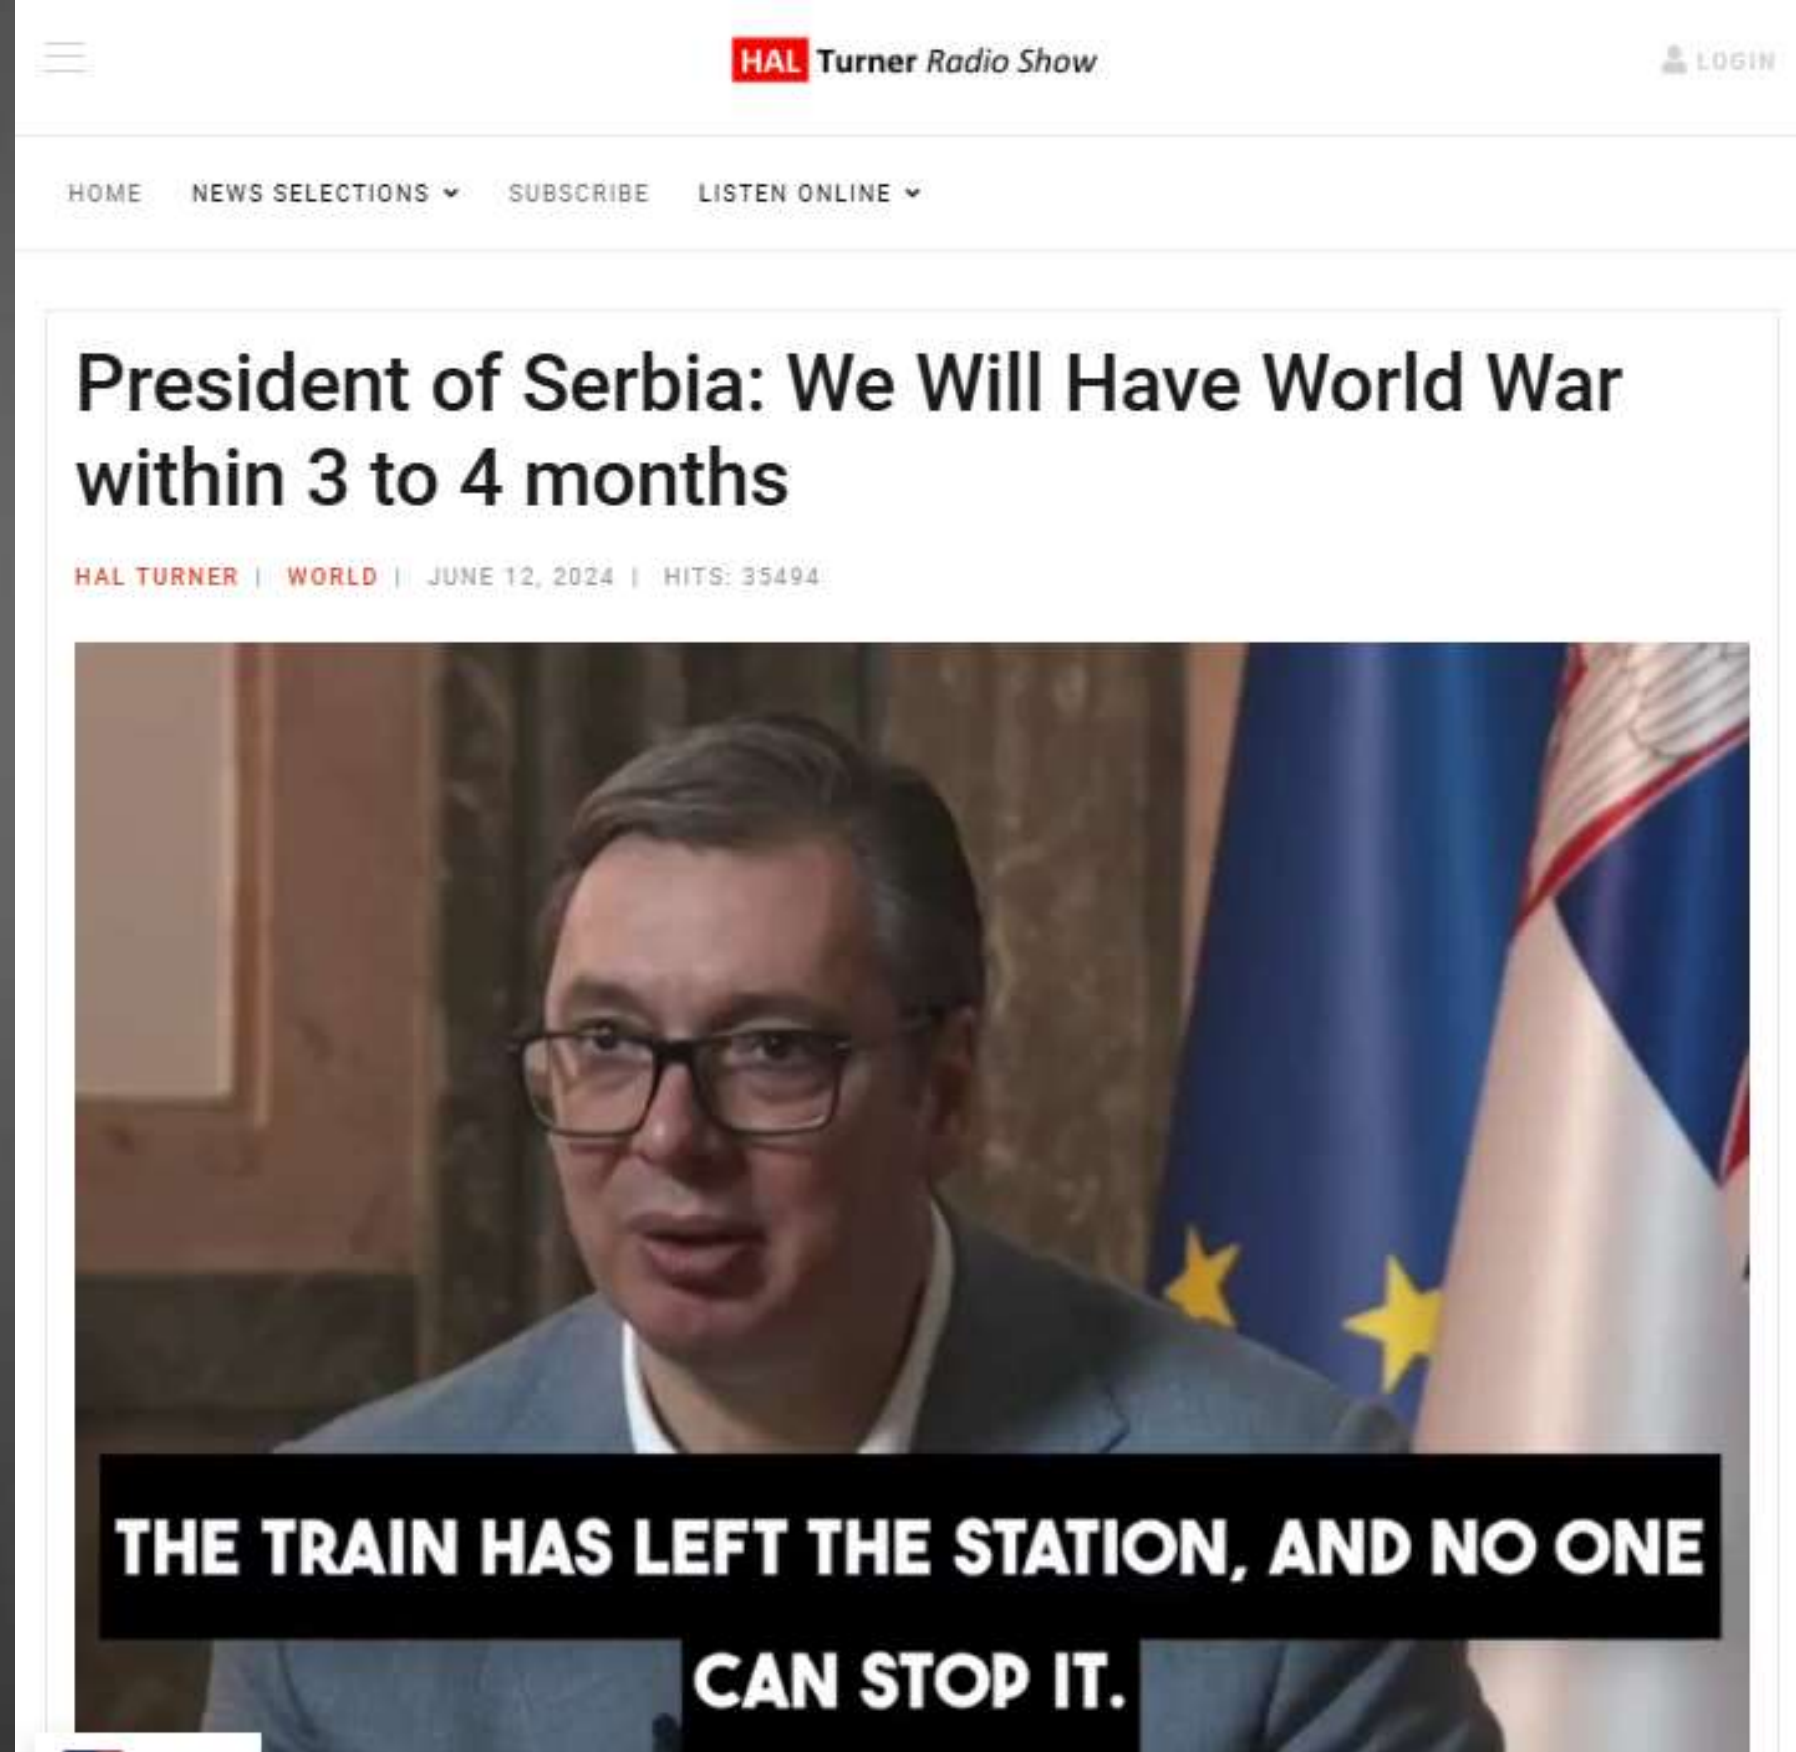 HAL Turner Radio Show
LOGIN
HOME NEWS SELECTIONS SUBSCRIBE LISTEN ONLINE
President of Serbia: We Will Have World War
within 3 to 4 months
HAL TURNER | WORLD | JUNE 12, 2024 | HITS: 35494
THE TRAIN HAS LEFT THE STATION, AND NO ONE
CAN STOP IT.